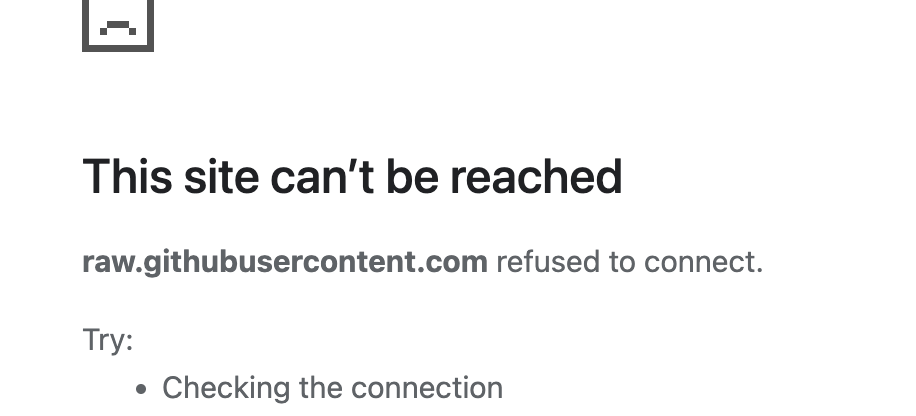 This site can’t be reached
raw.githubusercontent.com refused to connect.
Try:
• Checking the connection